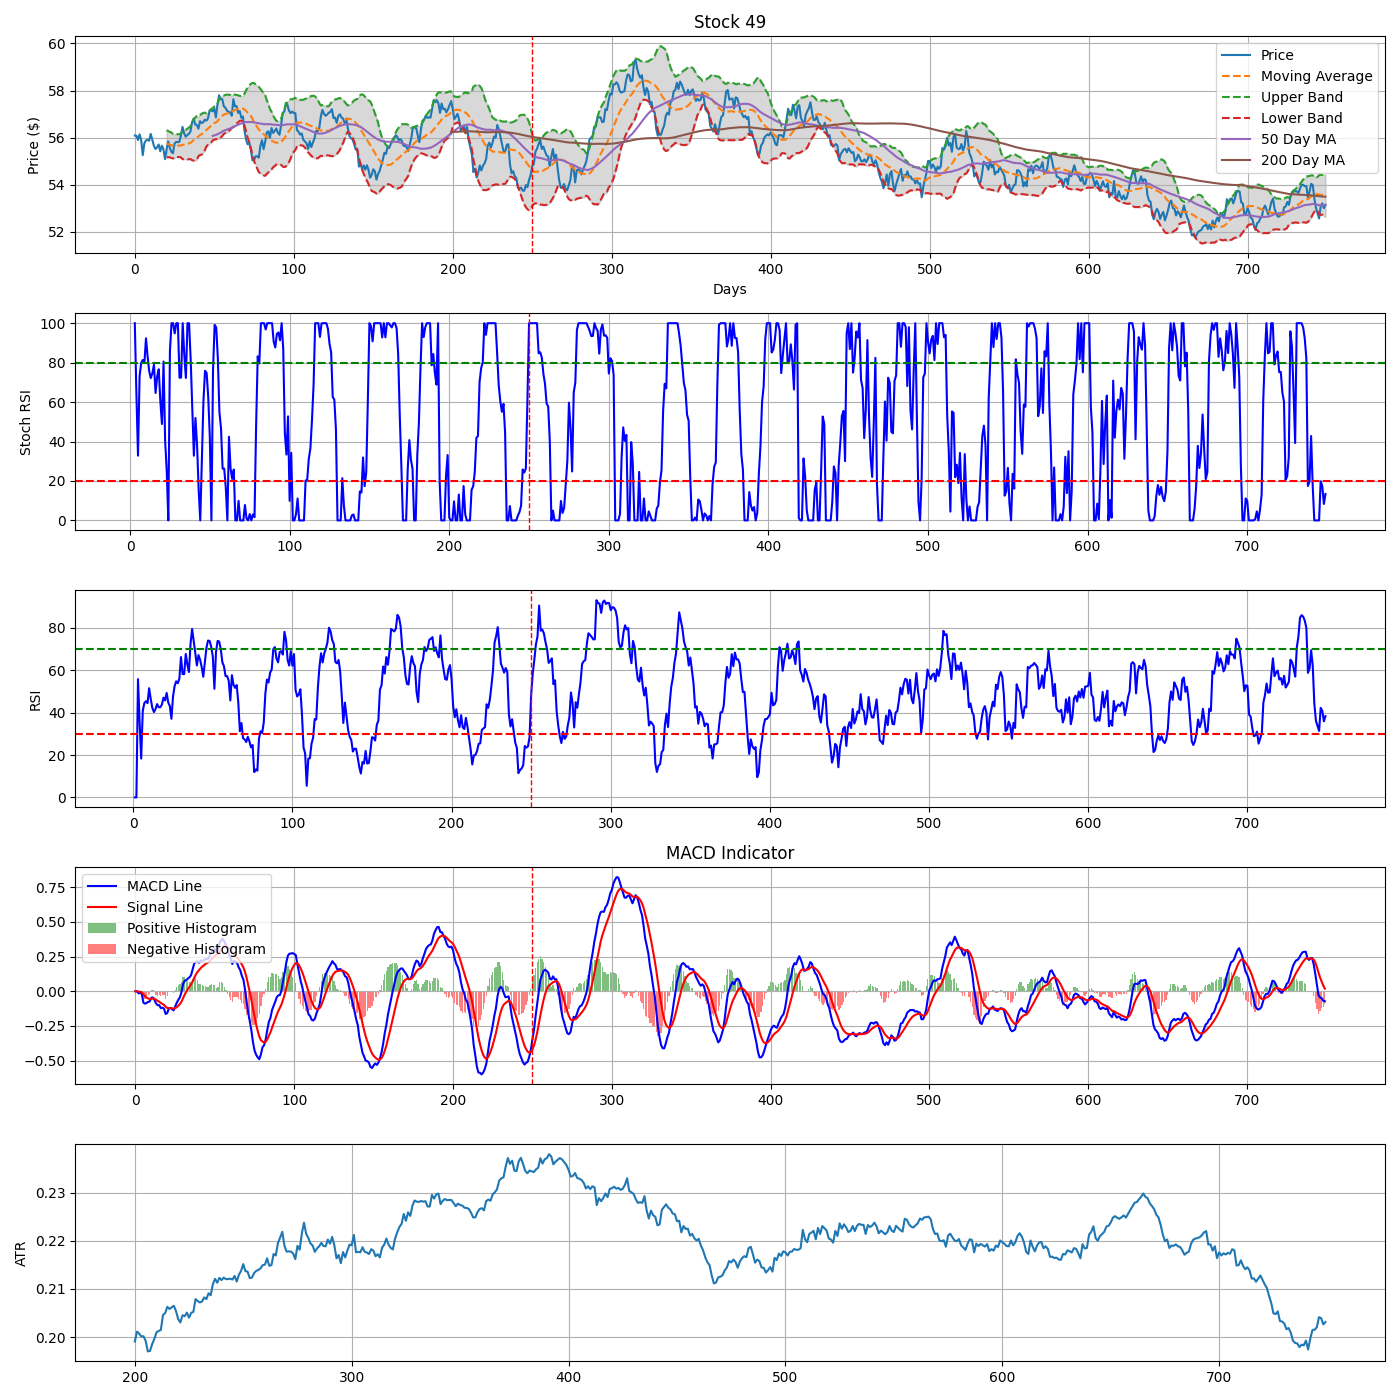 Stock 49
Price ($)
60
58
56
54
52
Price
Moving Average
Upper Band
Lower Band
50 Day MA
200 Day MA
0 100 200 300 400 500 600 700
Days
Stoch RSI
100
80
60
40
20
0
0 100 200 300 400 500 600 700
RSI
80
60
40
20
0
0 100 200 300 400 500 600 700
MACD Indicator
0.75
0.50
0.25
0.00
−0.25
−0.50
MACD Line
Signal Line
Positive Histogram
Negative Histogram
0 100 200 300 400 500 600 700
ATR
0.23
0.22
0.21
0.20
200 300 400 500 600 700